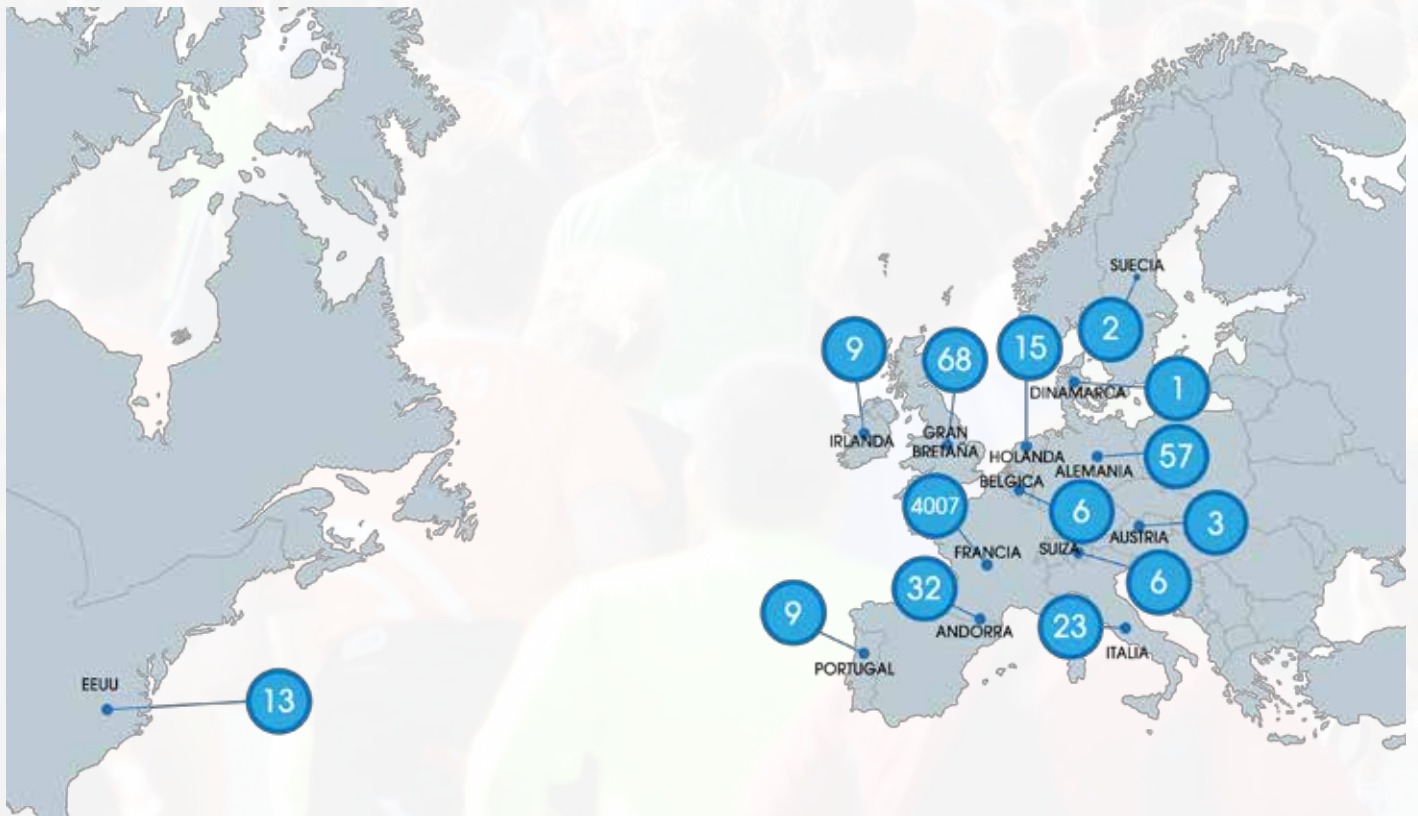 SUECIA
2
9
68
15
1
DINAMARCA
IRLANDA
GRAN
BRETAÑA
HOLANDA
ALEMANIA
57
BELGICA
6
4007
AUSTRIA
3
FRANCIA
SUIZA
6
32
ANDORRA
23
ITALIA
9
PORTUGAL
EEUU
13